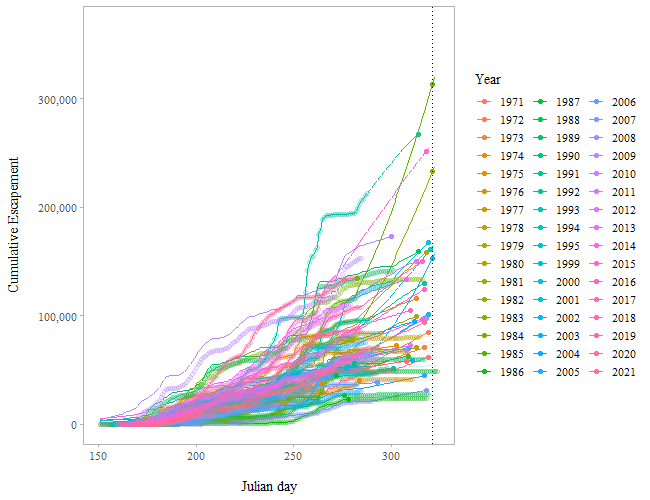 Year
300,000
200,000
100,000
0
Cumulative Escapement
150 200 250 300
Julian day
1971 1987 2006
1972 1988 2007
1973 1989 2008
1974 1990 2009
1975 1991 2010
1976 1992 2011
1977 1993 2012
1978 1994 2013
1979 1995 2014
1980 1999 2015
1981 2000 2016
1982 2001 2017
1983 2002 2018
1984 2003 2019
1985 2004 2020
1986 2005 2021